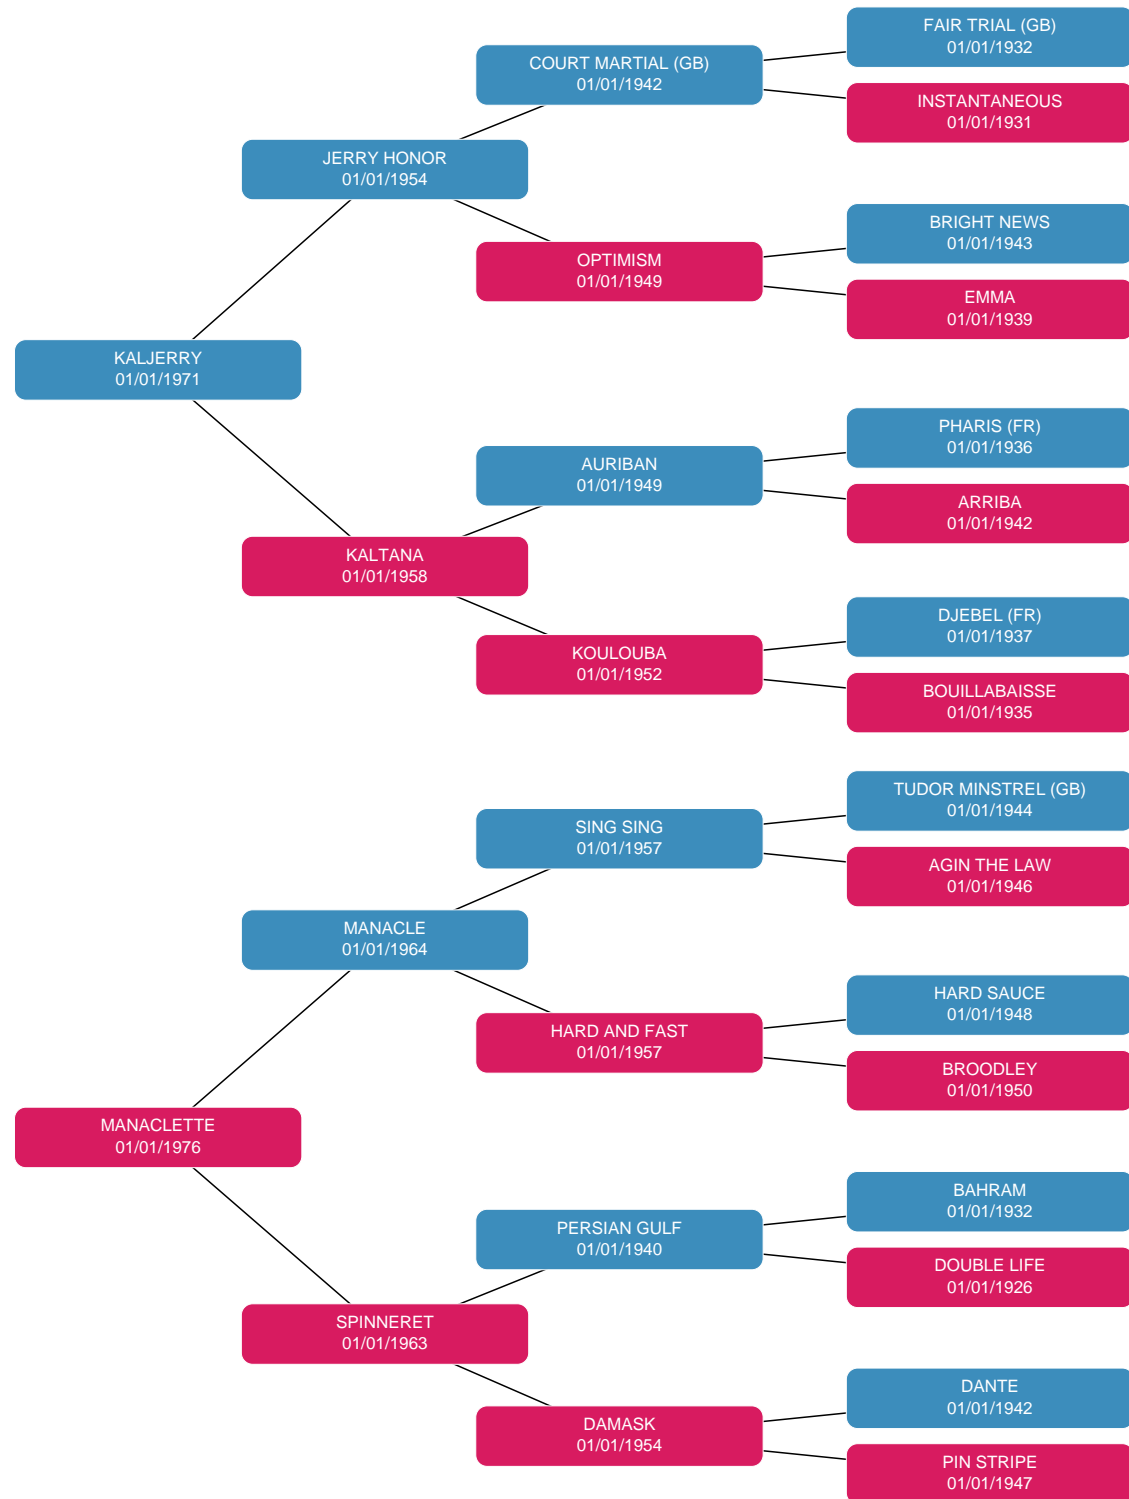 FAIR TRIAL (GB)
01/01/1932
COURT MARTIAL (GB)
01/01/1942
INSTANTANEOUS
01/01/1931
JERRY HONOR
01/01/1954
BRIGHT NEWS
01/01/1943
OPTIMISM
01/01/1949
EMMA
01/01/1939
KALJERRY
01/01/1971
PHARIS (FR)
01/01/1936
AURIBAN
01/01/1949
ARRIBA
01/01/1942
KALTANA
01/01/1958
DJEBEL (FR)
01/01/1937
KOULOUBA
01/01/1952
BOUILLABAISSE
01/01/1935
TUDOR MINSTREL (GB)
01/01/1944
SING SING
01/01/1957
AGIN THE LAW
01/01/1946
MANACLE
01/01/1964
HARD SAUCE
01/01/1948
HARD AND FAST
01/01/1957
BROODLEY
01/01/1950
MANACLETTE
01/01/1976
BAHRAM
01/01/1932
PERSIAN GULF
01/01/1940
DOUBLE LIFE
01/01/1926
SPINNERET
01/01/1963
DANTE
01/01/1942
DAMASK
01/01/1954
PIN STRIPE
01/01/1947